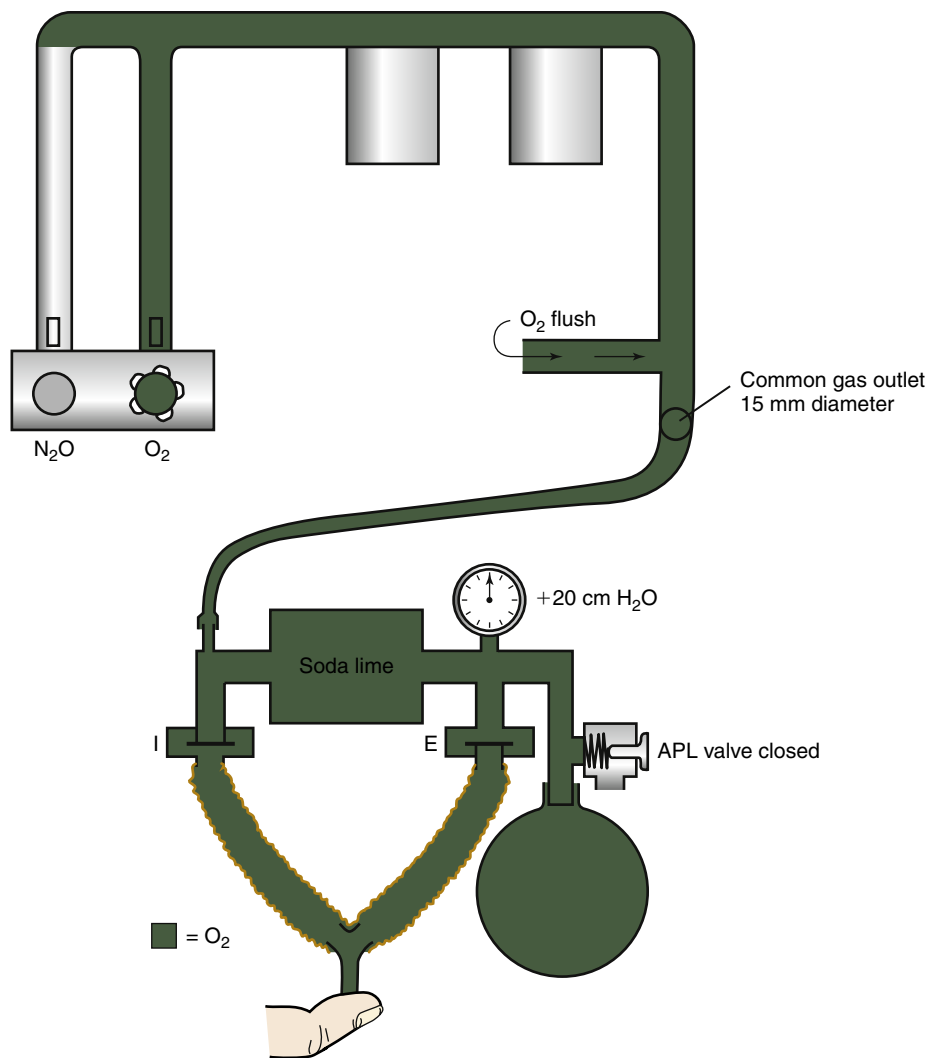 O₂ flush
Common gas outlet
15 mm diameter
N₂O
O₂
+20 cm H₂O
Soda lime
I
E
APL valve closed
= O₂